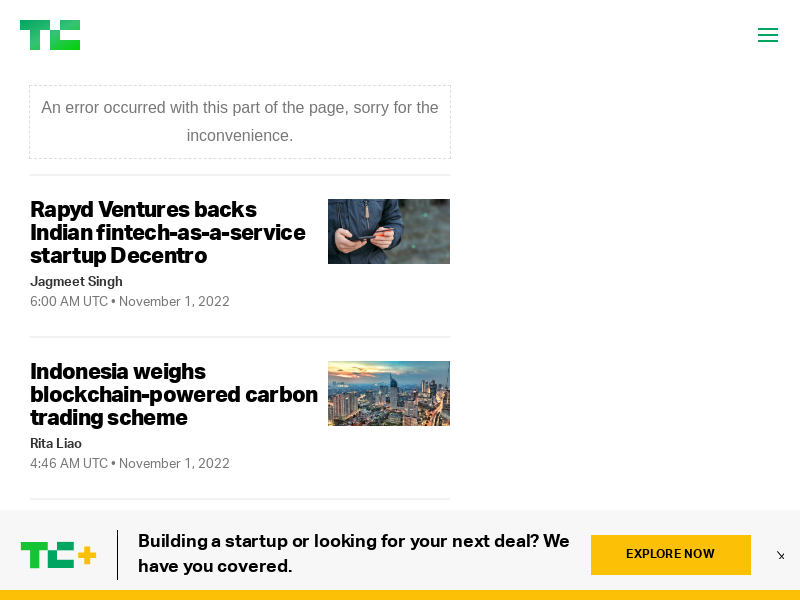 TC
An error occurred with this part of the page, sorry for the
inconvenience.
Rapyd Ventures backs
Indian fintech-as-a-service
startup Decentro
Jagmeet Singh
6:00 AM UTC • November 1, 2022
Indonesia weighs
blockchain-powered carbon
trading scheme
Rita Liao
4:46 AM UTC • November 1, 2022
TC+
Building a startup or looking for your next deal? We
have you covered.
EXPLORE NOW